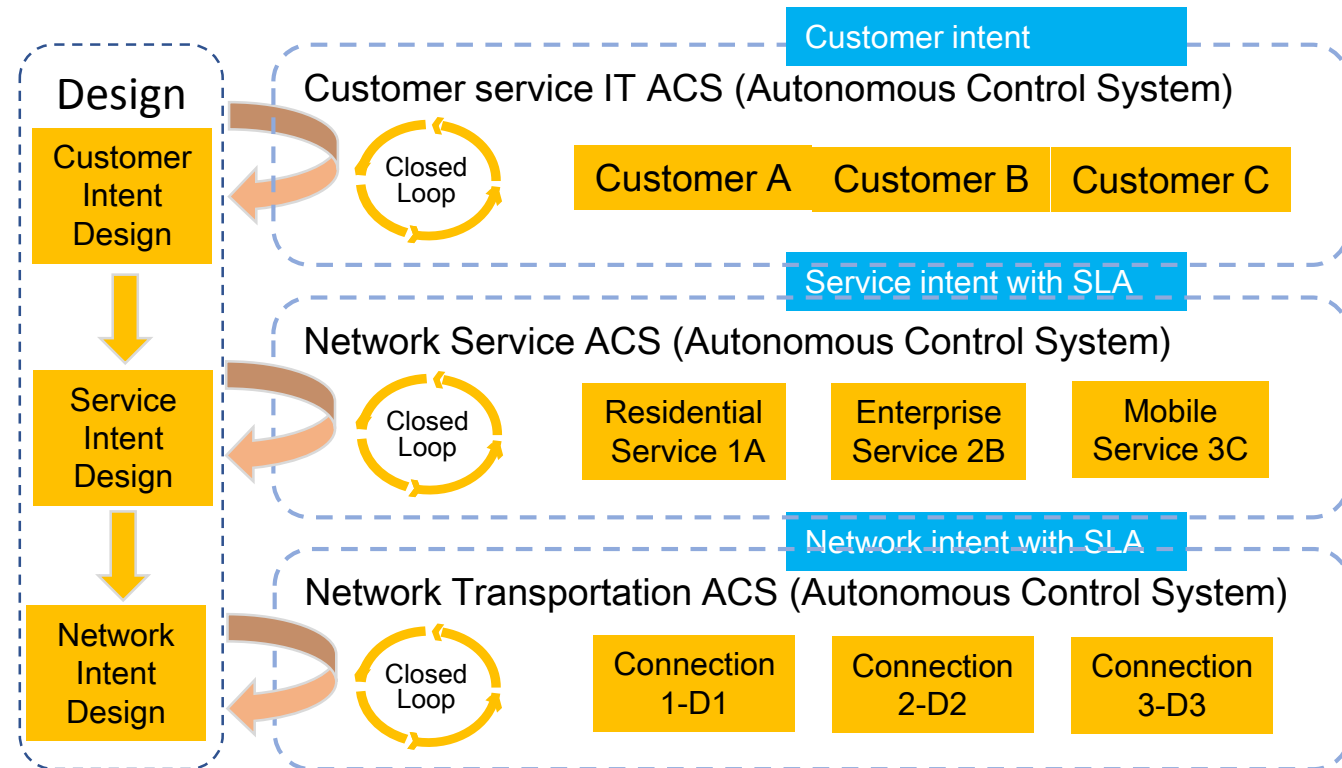 Customer intent
Design
Customer service IT ACS (Autonomous Control System)
Customer
Intent
Design
Closed
Loop
Customer A
Customer B
Customer C
Service intent with SLA
Network Service ACS (Autonomous Control System)
Service
Intent
Design
Closed
Loop
Residential
Service 1A
Enterprise
Service 2B
Mobile
Service 3C
Network intent with SLA
Network Transportation ACS (Autonomous Control System)
Network
Intent
Design
Closed
Loop
Connection
1-D1
Connection
2-D2
Connection
3-D3